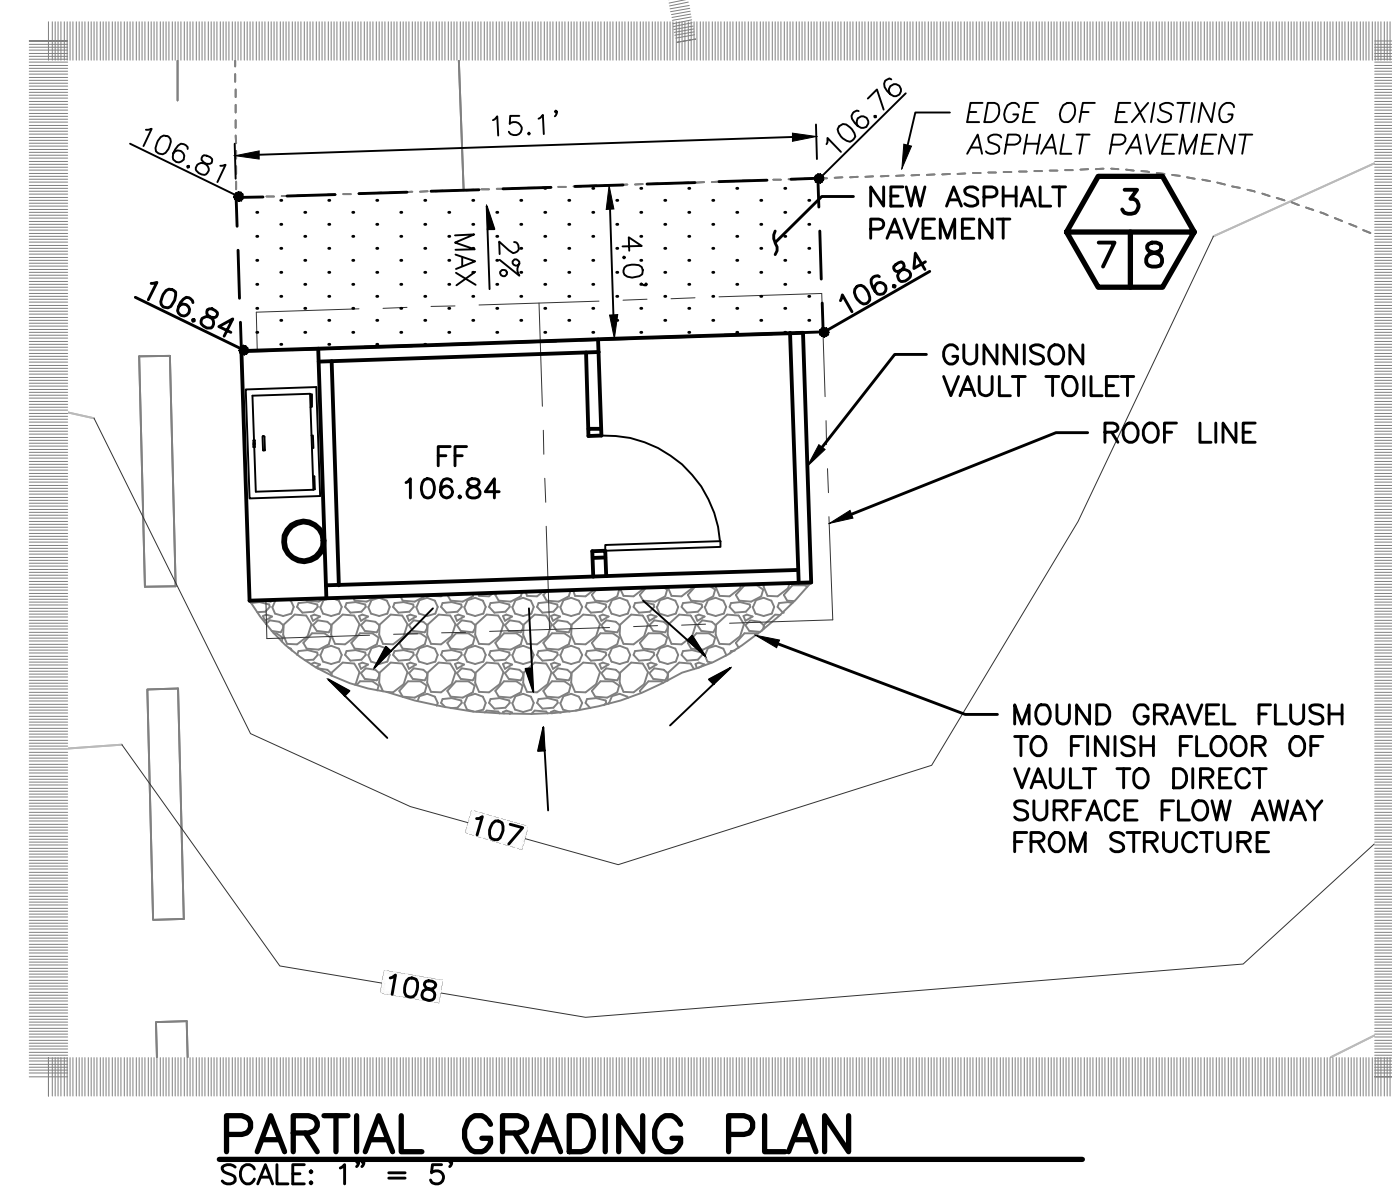 15.1'
106.81
106.76
EDGE OF EXISTING
ASPHALT PAVEMENT
NEW ASPHALT
PAVEMENT
3
7 8
2%
MAX
4.0'
106.84
106.84
GUNNISON
VAULT TOILET
ROOF LINE
FF
106.84
MOUND GRAVEL FLUSH
TO FINISH FLOOR OF
VAULT TO DIRECT
SURFACE FLOW AWAY
FROM STRUCTURE
107
108
PARTIAL GRADING PLAN
SCALE: 1" = 5'